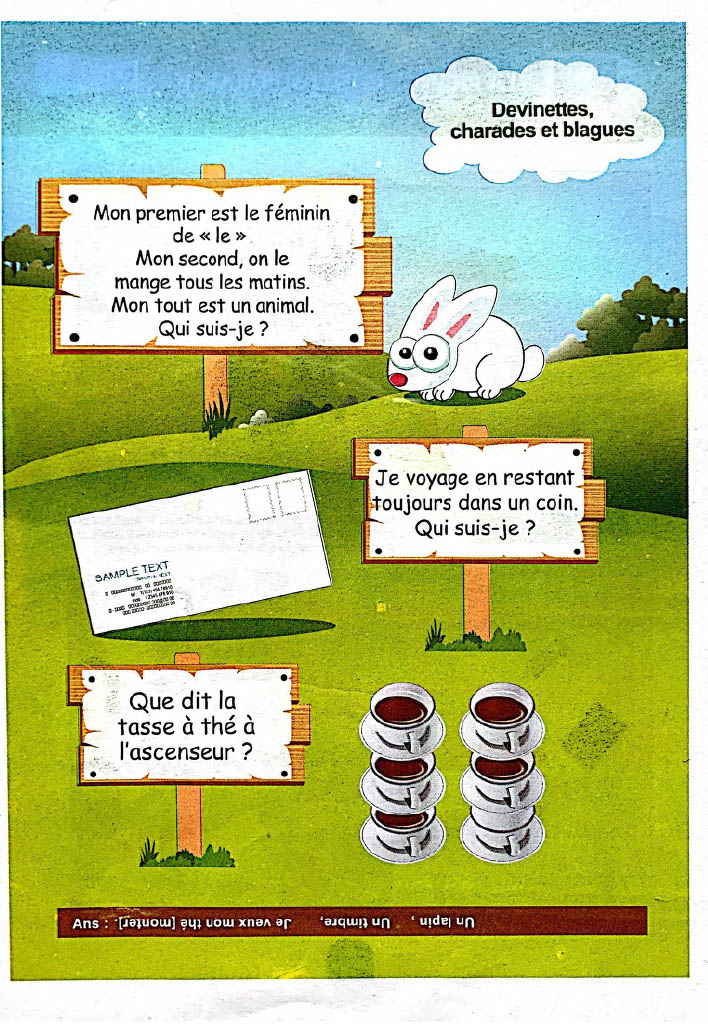 Devinettes,
charades et blagues
Mon premier est le féminin
de « le »
Mon second, on le
mange tous les matins.
Mon tout est un animal.
Qui suis-je ?
Je voyage en restant
toujours dans un coin.
Qui suis-je ?
SAMPLE TEXT
Que dit la
tasse à thé à
l'ascenseur ?
Ans : Un lapin , Un timbre, Je veux mon thé [monter].